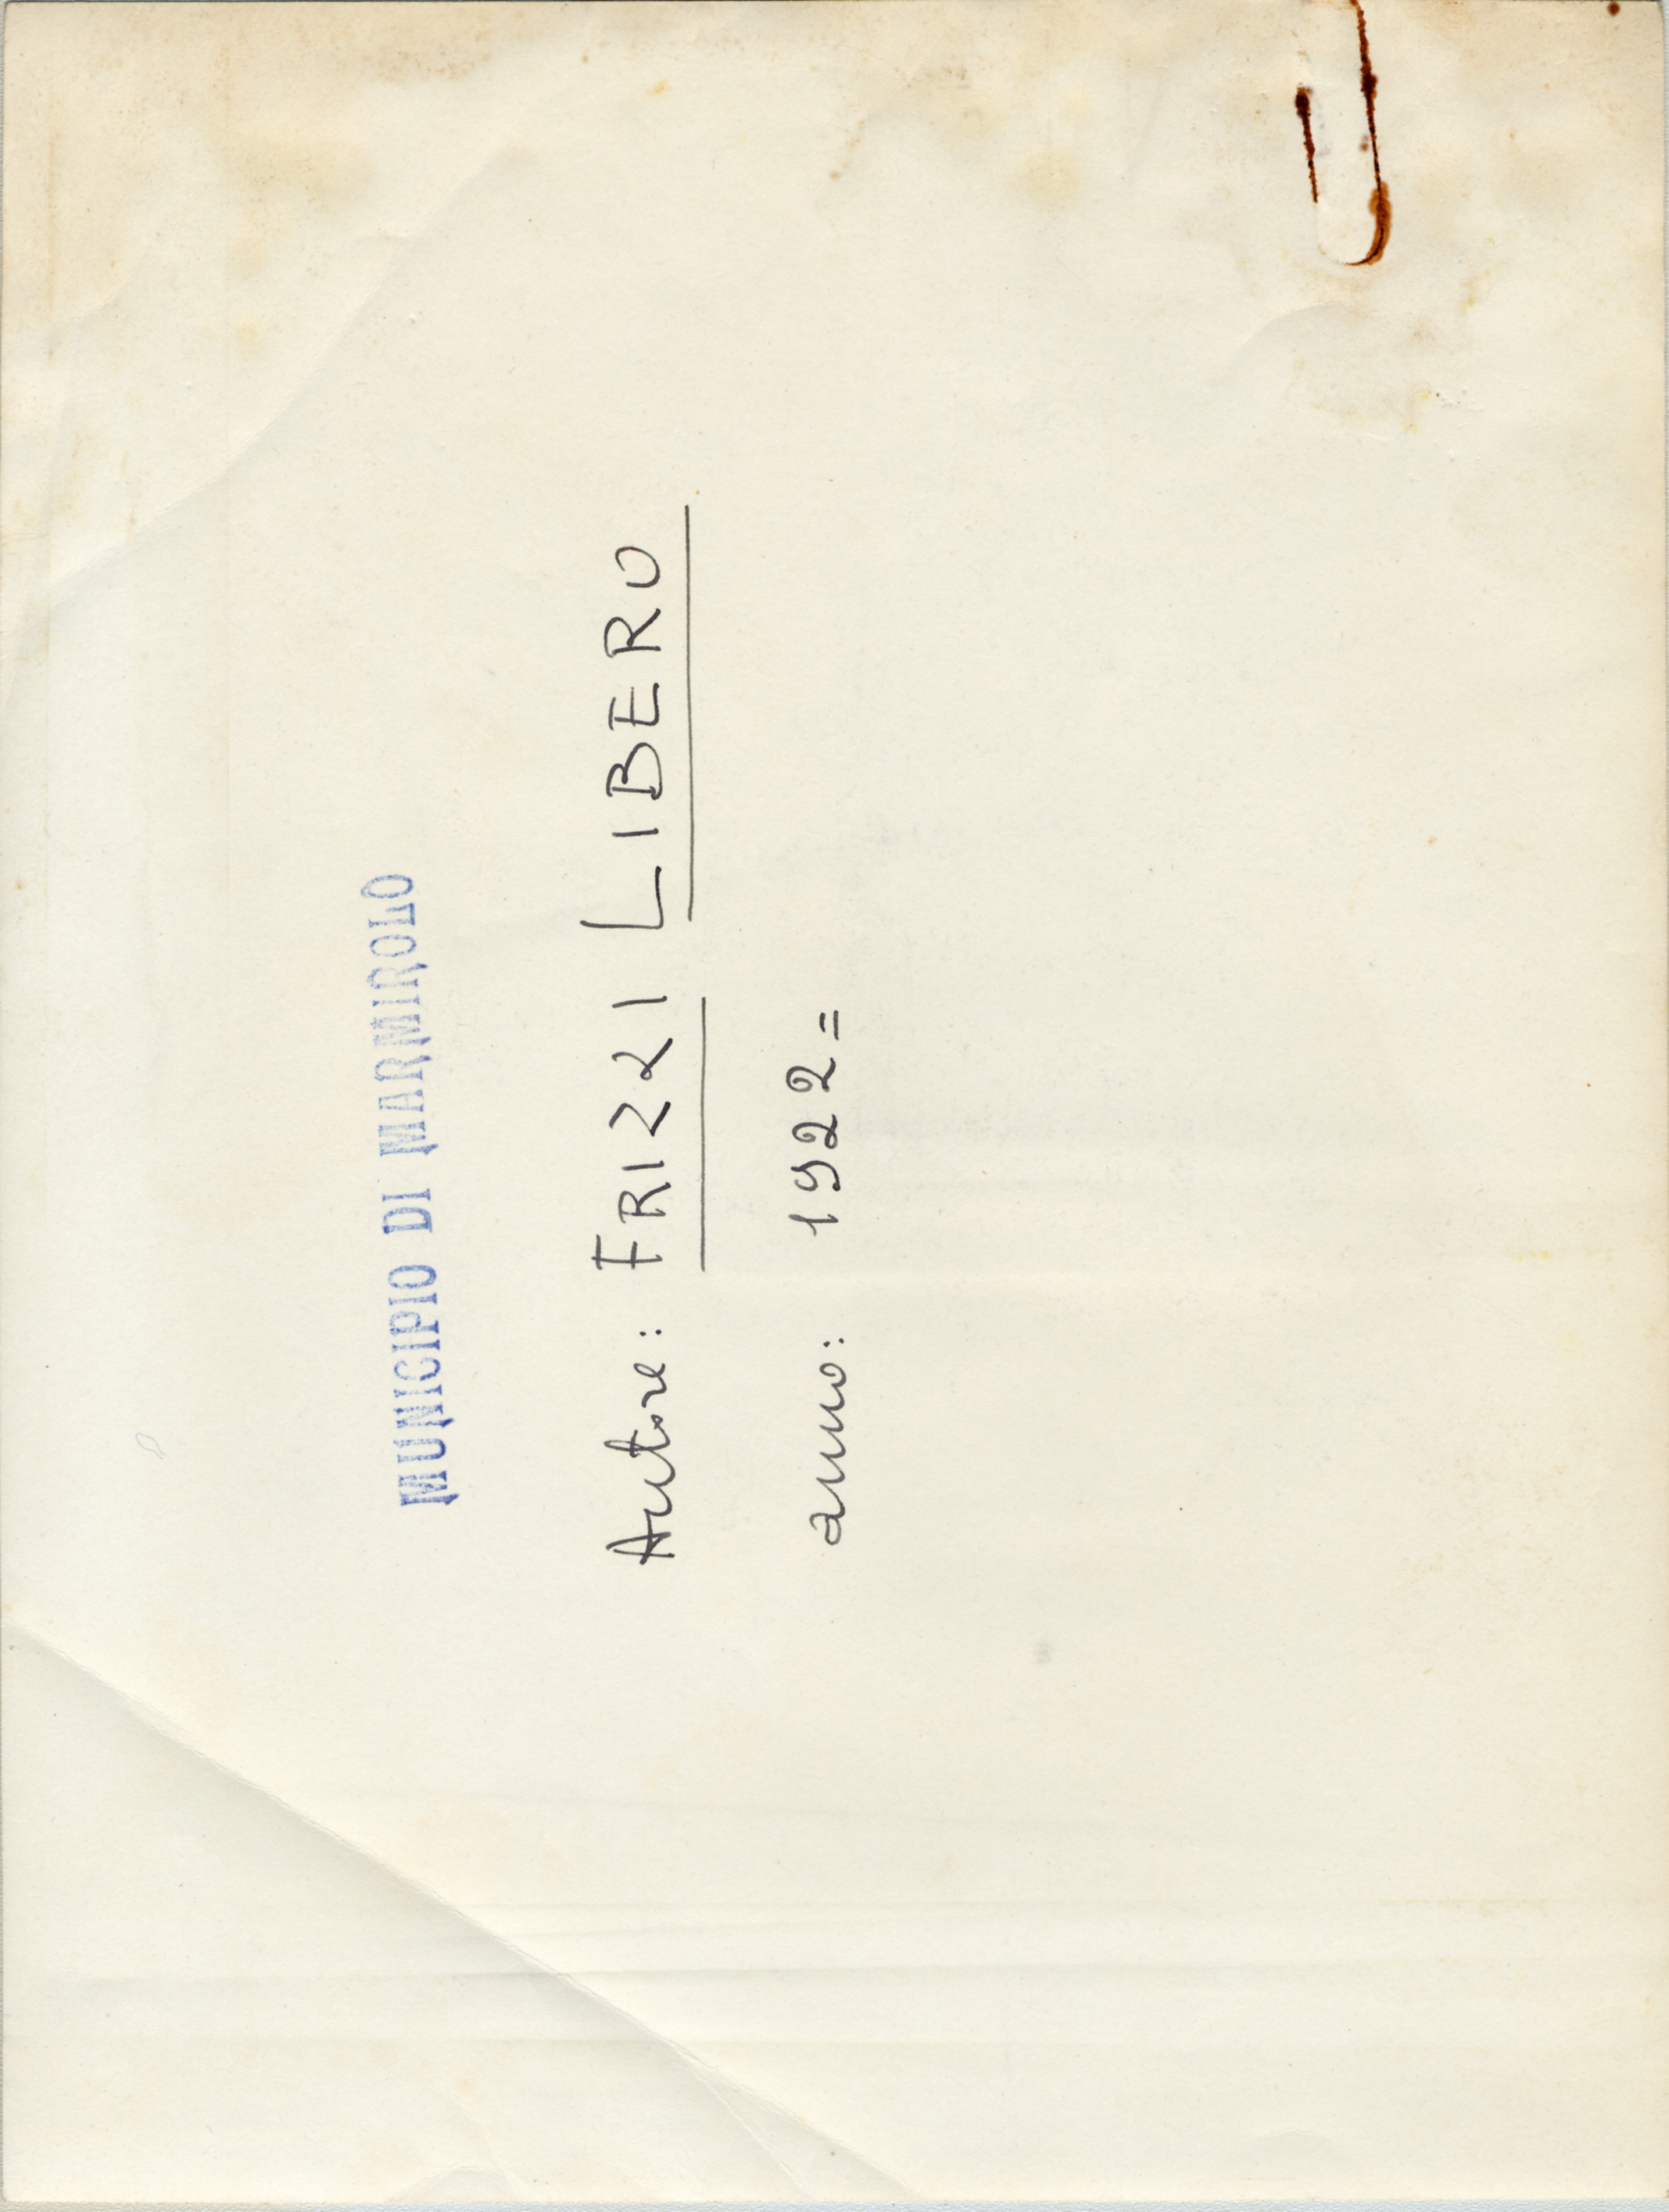 MUNICIPIO DI MARMIROLO
Autore: FRIZZI LIBERO
anno: 1922=